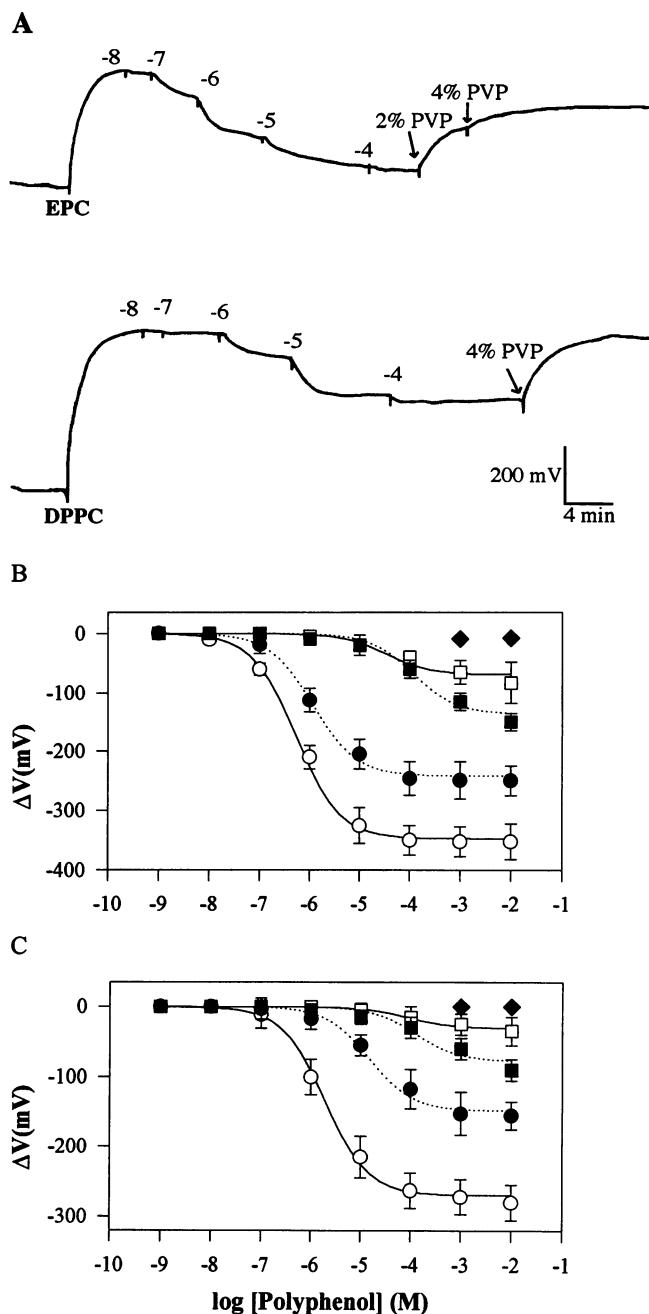 A
-8 -7 -6 -5 -4
2% PVP
4% PVP
EPC
-8 -7 -6 -5 -4
4% PVP
DPPC
200 mV
4 min
B
0
-100
-200
-300
-400
ΔV(mV)
-10 -9 -8 -7 -6 -5 -4 -3 -2 -1
C
0
-100
-200
-300
ΔV(mV)
-10 -9 -8 -7 -6 -5 -4 -3 -2 -1
log [Polyphenol] (M)